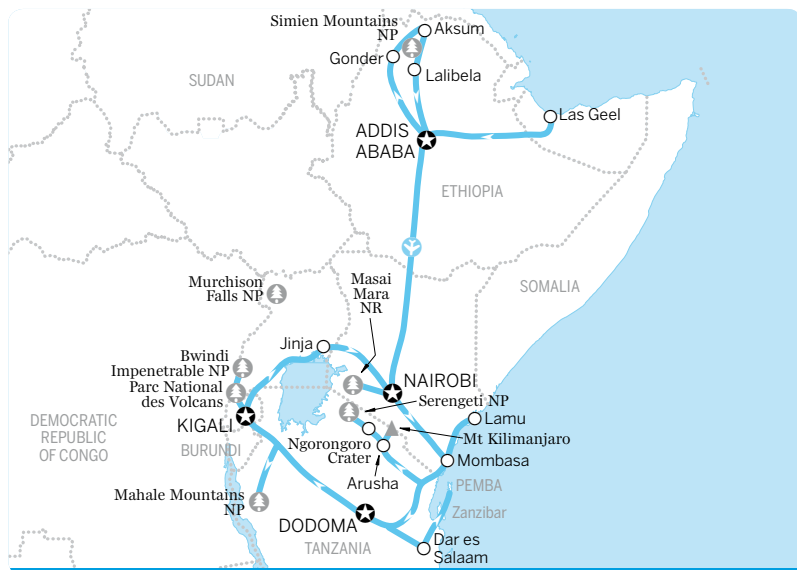 Simien Mountains
NP
Aksum
Gonder
Lalibela
SUDAN
Las Geel
ADDIS
ABABA
ETHIOPIA
SOMALIA
Murchison
Falls NP
Masai
Mara
NR
Jinja
Bwindi
Impenetrable NP
Parc National
des Volcans
NAIROBI
Serengeti NP
KIGALI
Lamu
DEMOCRATIC
REPUBLIC
OF CONGO
BURUNDI
Ngorongoro
Crater
Mt Kilimanjaro
Mombasa
Arusha
PEMBA
Mahale Mountains
NP
Zanzibar
DODOMA
TANZANIA
Dar es
Salaam